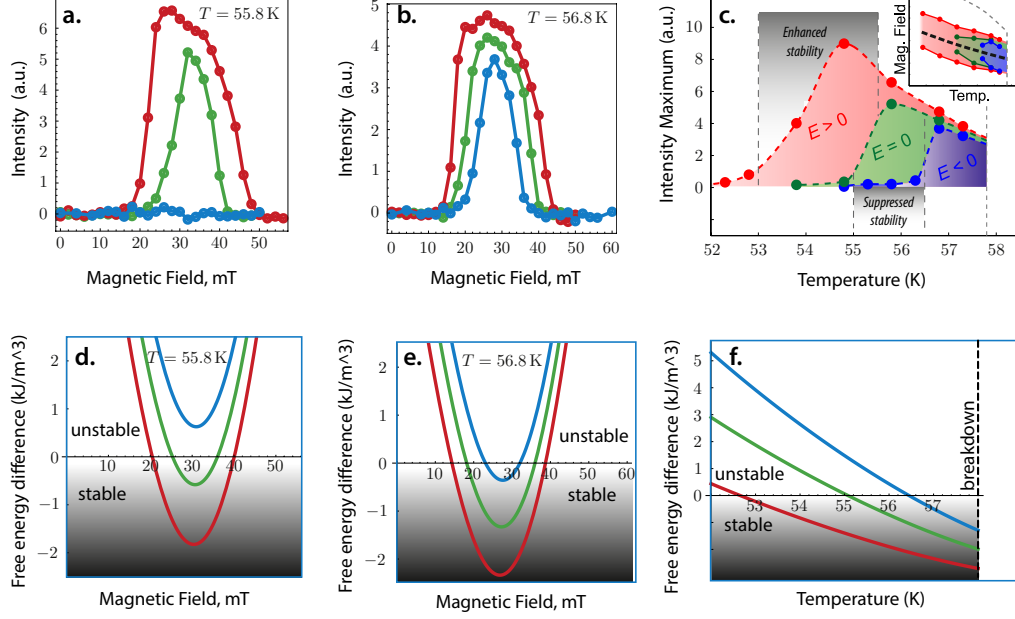 a.
T = 55.8 K
Intensity (a.u.)
6
5
4
3
2
1
0
0 10 20 30 40 50
Magnetic Field, mT
b.
T = 56.8 K
Intensity (a.u.)
5
4
3
2
1
0
0 10 20 30 40 50 60
Magnetic Field, mT
c.
Intensity Maximum (a.u.)
10
8
6
4
2
0
Enhanced
stability
E > 0
E = 0
E < 0
Suppressed
stability
Mag. Field
Temp.
52 53 54 55 56 57 58
Temperature (K)
d.
T = 55.8 K
Free energy difference (kJ/m^3)
2
1
0
−1
−2
unstable
10 20 30 40 50
stable
Magnetic Field, mT
e.
T = 56.8 K
Free energy difference (kJ/m^3)
2
1
0
−1
−2
unstable
10 20 30 40 50 60
stable
Magnetic Field, mT
f.
Free energy difference (kJ/m^3)
5
4
3
2
1
0
unstable
53 54 55 56 57
stable
breakdown
Temperature (K)